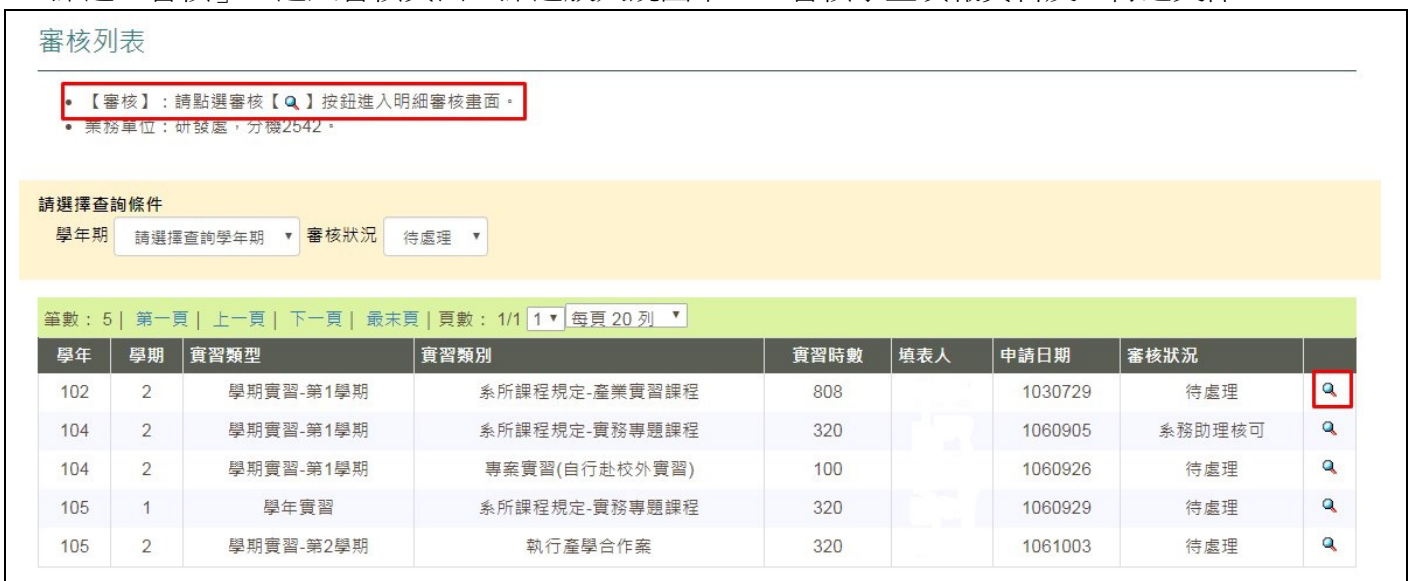 審核列表
• 【審核】：請點選審核【】按鈕進入明細審核畫面。
• 業務單位：研發處，分機2542。
請選擇查詢條件
學年期 請選擇查詢學年期 ▼ 審核狀況 待處理 ▼
筆數： 5| 第一頁| 上一頁| 下一頁| 最末頁|頁數： 1/1 1 ▼ 每頁 20 列 ▼
學年 學期 實習類型 實習類別 實習時數 填表人 申請日期 審核狀況
102 2 學期實習-第1學期 系所課程規定-產業實習課程 808 1030729 待處理
104 2 學期實習-第1學期 系所課程規定-實務專題課程 320 1060905 系務助理核可
104 2 學期實習-第1學期 專案實習(自行赴校外實習) 100 1060926 待處理
105 1 學年實習 系所課程規定-實務專題課程 320 1060929 待處理
105 2 學期實習-第2學期 執行產學合作案 320 1061003 待處理